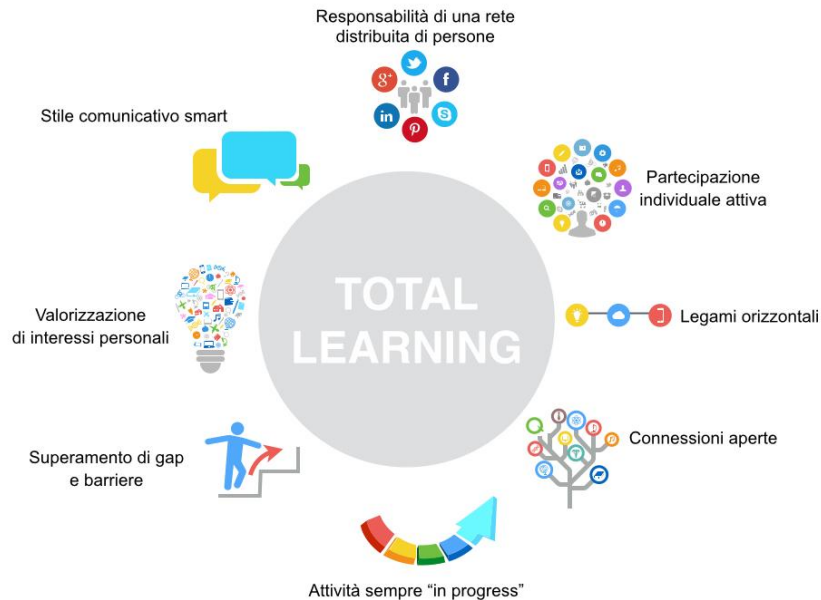 Responsabilità di una rete
distribuita di persone
g+
f
in
S
Stile comunicativo smart
Partecipazione
individuale attiva
TOTAL
LEARNING
Legami orizzontali
Valorizzazione
di interessi personali
Connessioni aperte
Superamento di gap
e barriere
Attività sempre “in progress”